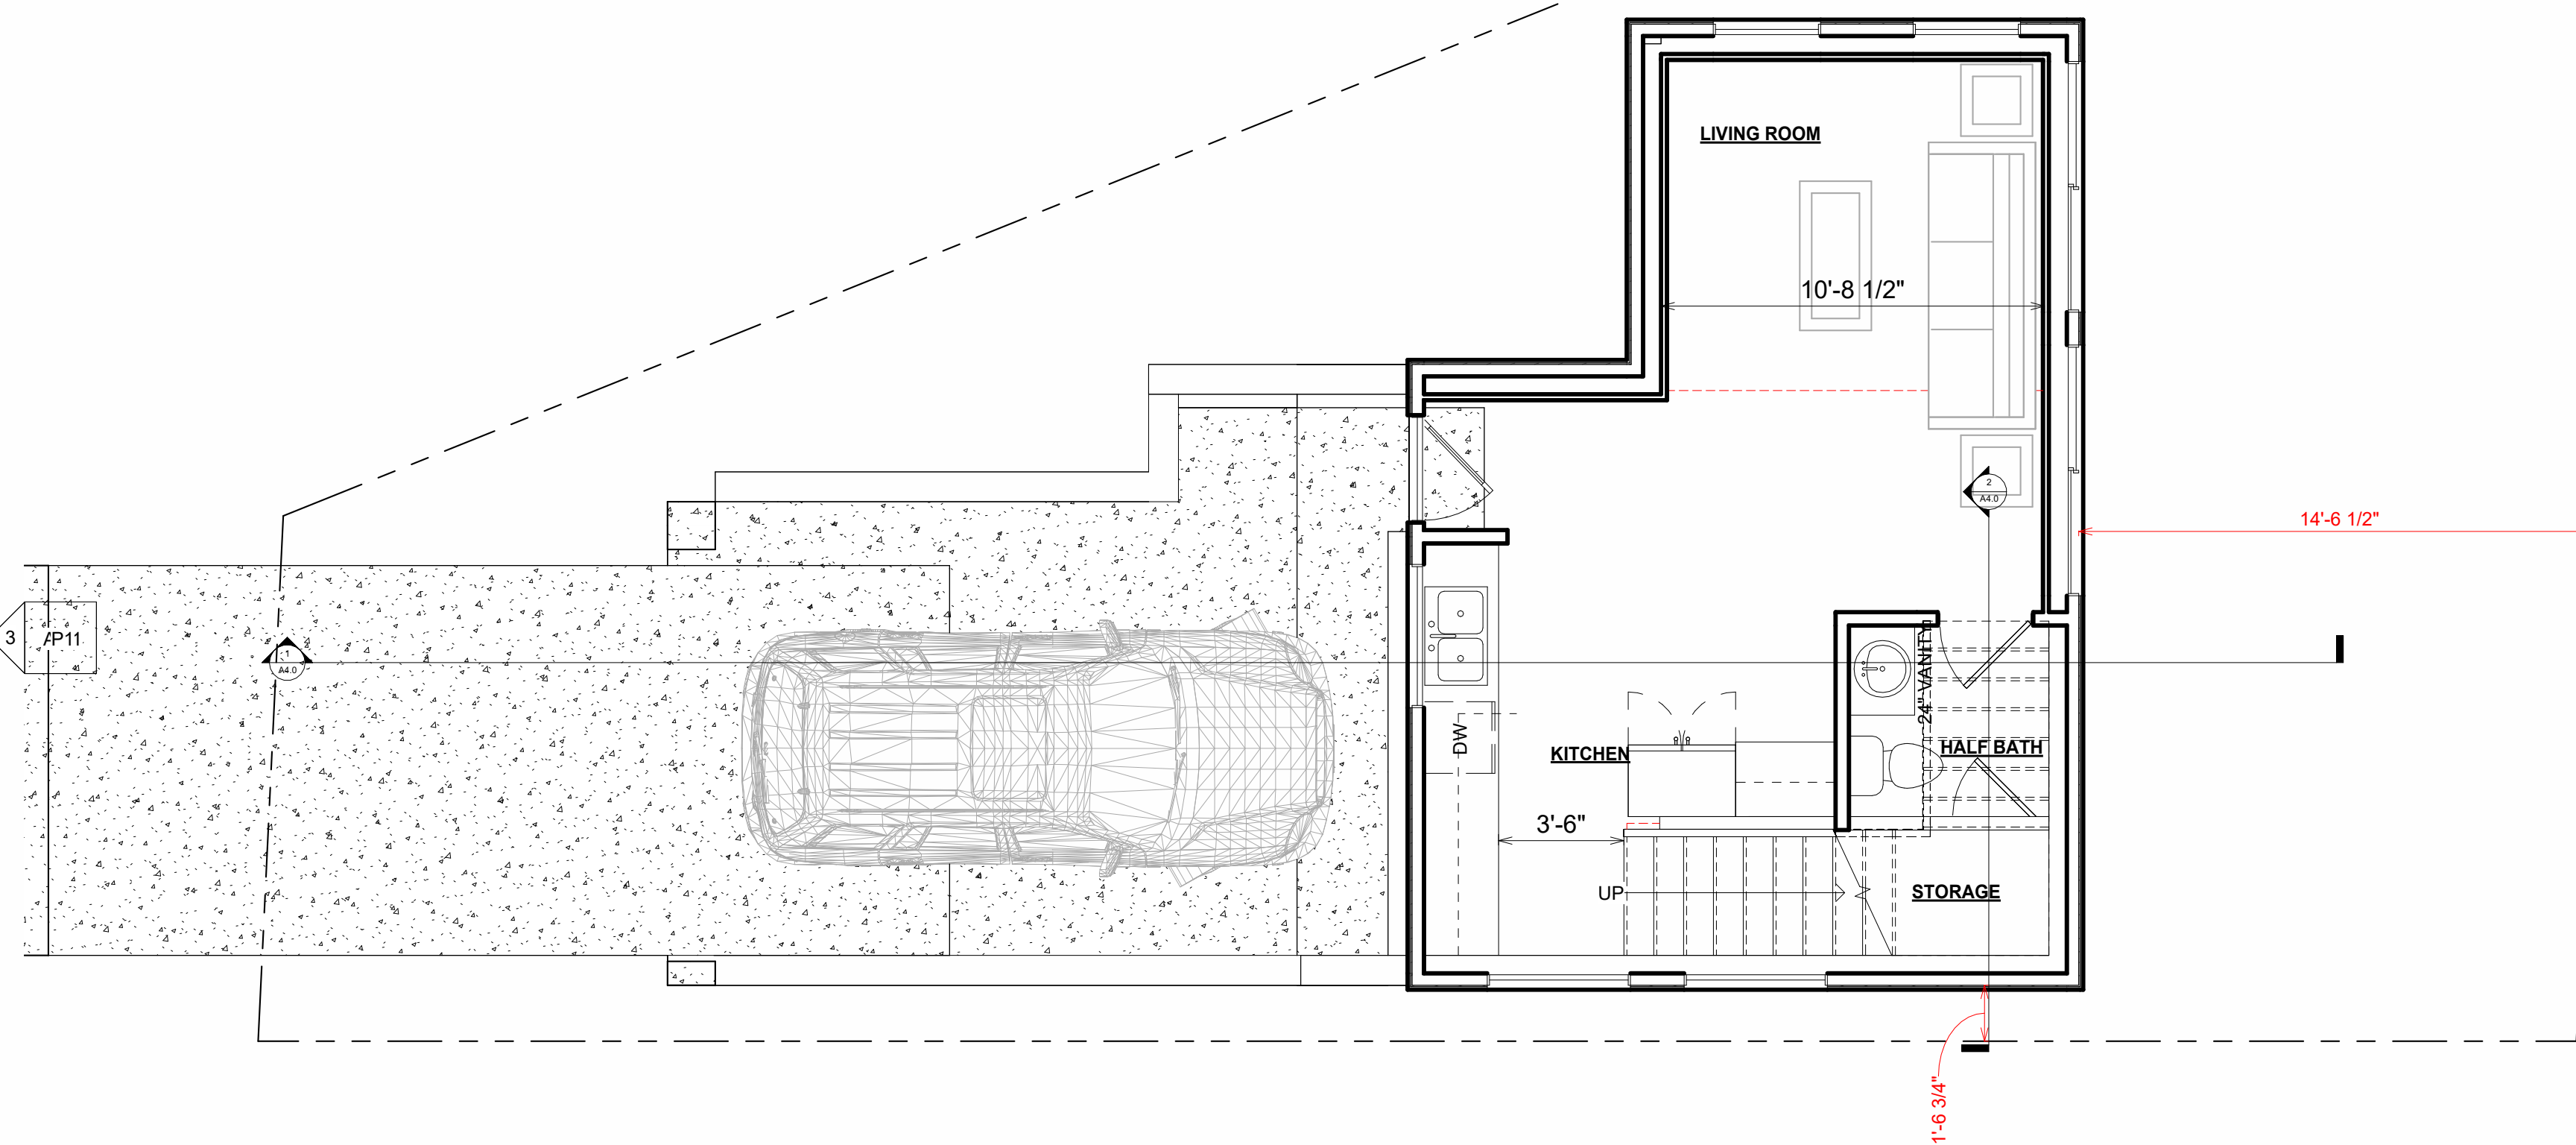 LIVING ROOM
10'-8 1/2"
2
A4.0
14'-6 1/2"
3
AP11
1
A4.0
24" VANITY
DW
KITCHEN
HALF BATH
3'-6"
UP
STORAGE
1'-6 3/4"